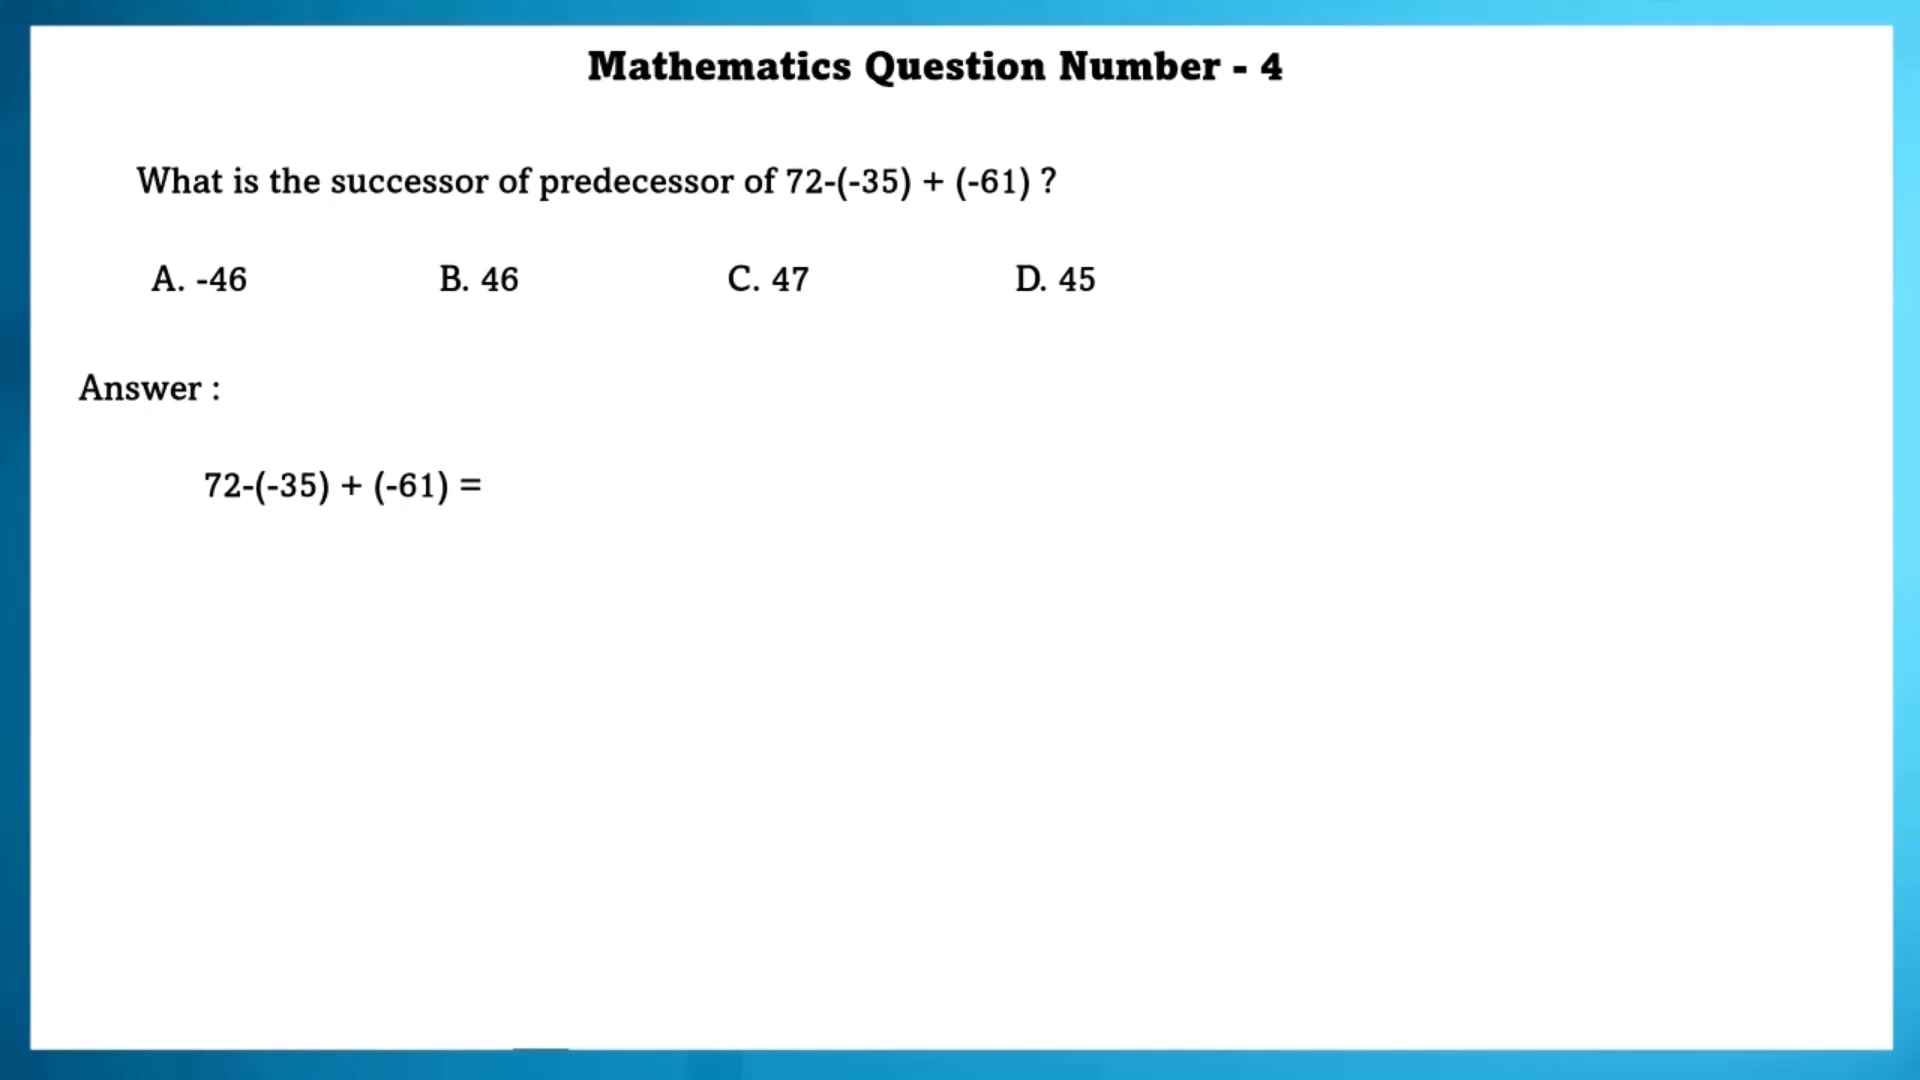 Mathematics Question Number - 4
What is the successor of predecessor of 72-(-35) + (-61) ?
A. -46 B. 46 C. 47 D. 45
Answer :
72-(-35) + (-61) =